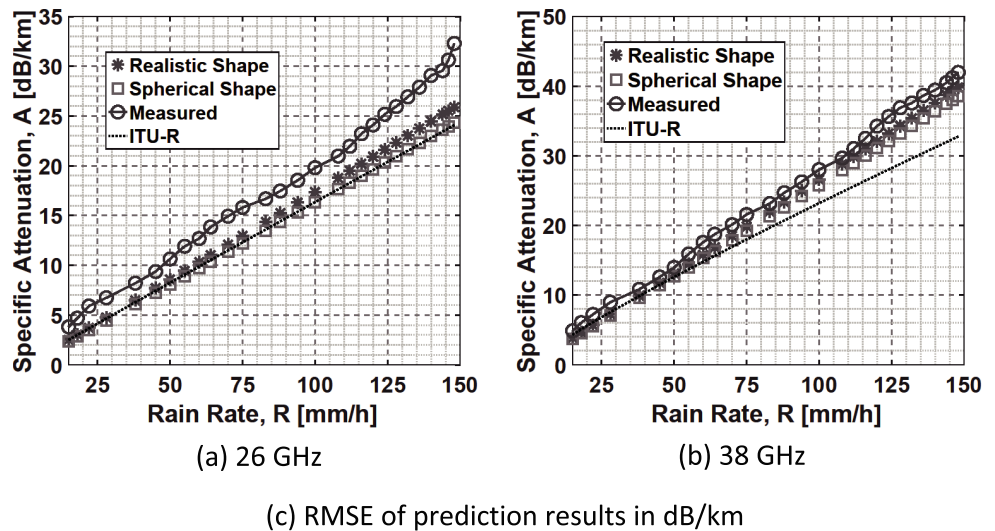 Specific Attenuation, A [dB/km]
35
30
25
20
15
10
5
0
Realistic Shape
Spherical Shape
Measured
ITU-R
25
50
75
100
125
150
Rain Rate, R [mm/h]
(a) 26 GHz
Specific Attenuation, A [dB/km]
50
40
30
20
10
0
Realistic Shape
Spherical Shape
Measured
ITU-R
25
50
75
100
125
150
Rain Rate, R [mm/h]
(b) 38 GHz
(c) RMSE of prediction results in dB/km